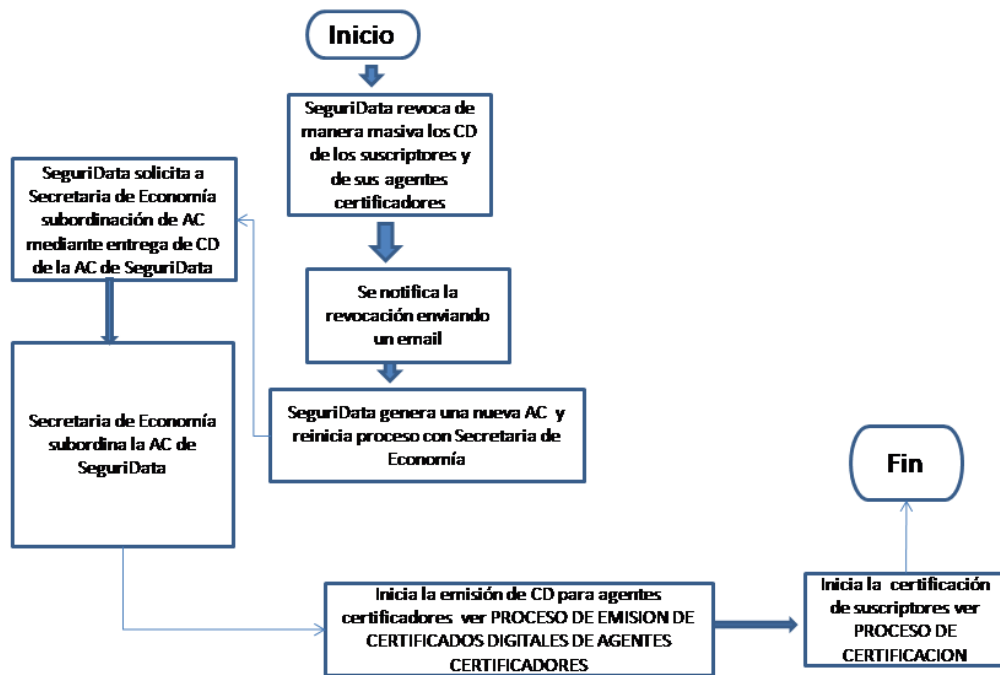 Inicio
SeguriData revoca de
manera masiva los CD
de los suscriptores y
de sus agentes
certificadores
Se notifica la
revocación enviando
un email
SeguriData genera una nueva AC y
reinicia proceso con Secretaria de
Economía
SeguriData solicita a
Secretaria de Economía
subordinación de AC
mediante entrega de CD
de la AC de SeguriData
Secretaria de Economía
subordina la AC de
SeguriData
Inicia la emisión de CD para agentes
certificadores ver PROCESO DE EMISION DE
CERTIFICADOS DIGITALES DE AGENTES
CERTIFICADORES
Inicia la certificación
de suscriptores ver
PROCESO DE
CERTIFICACION
Fin